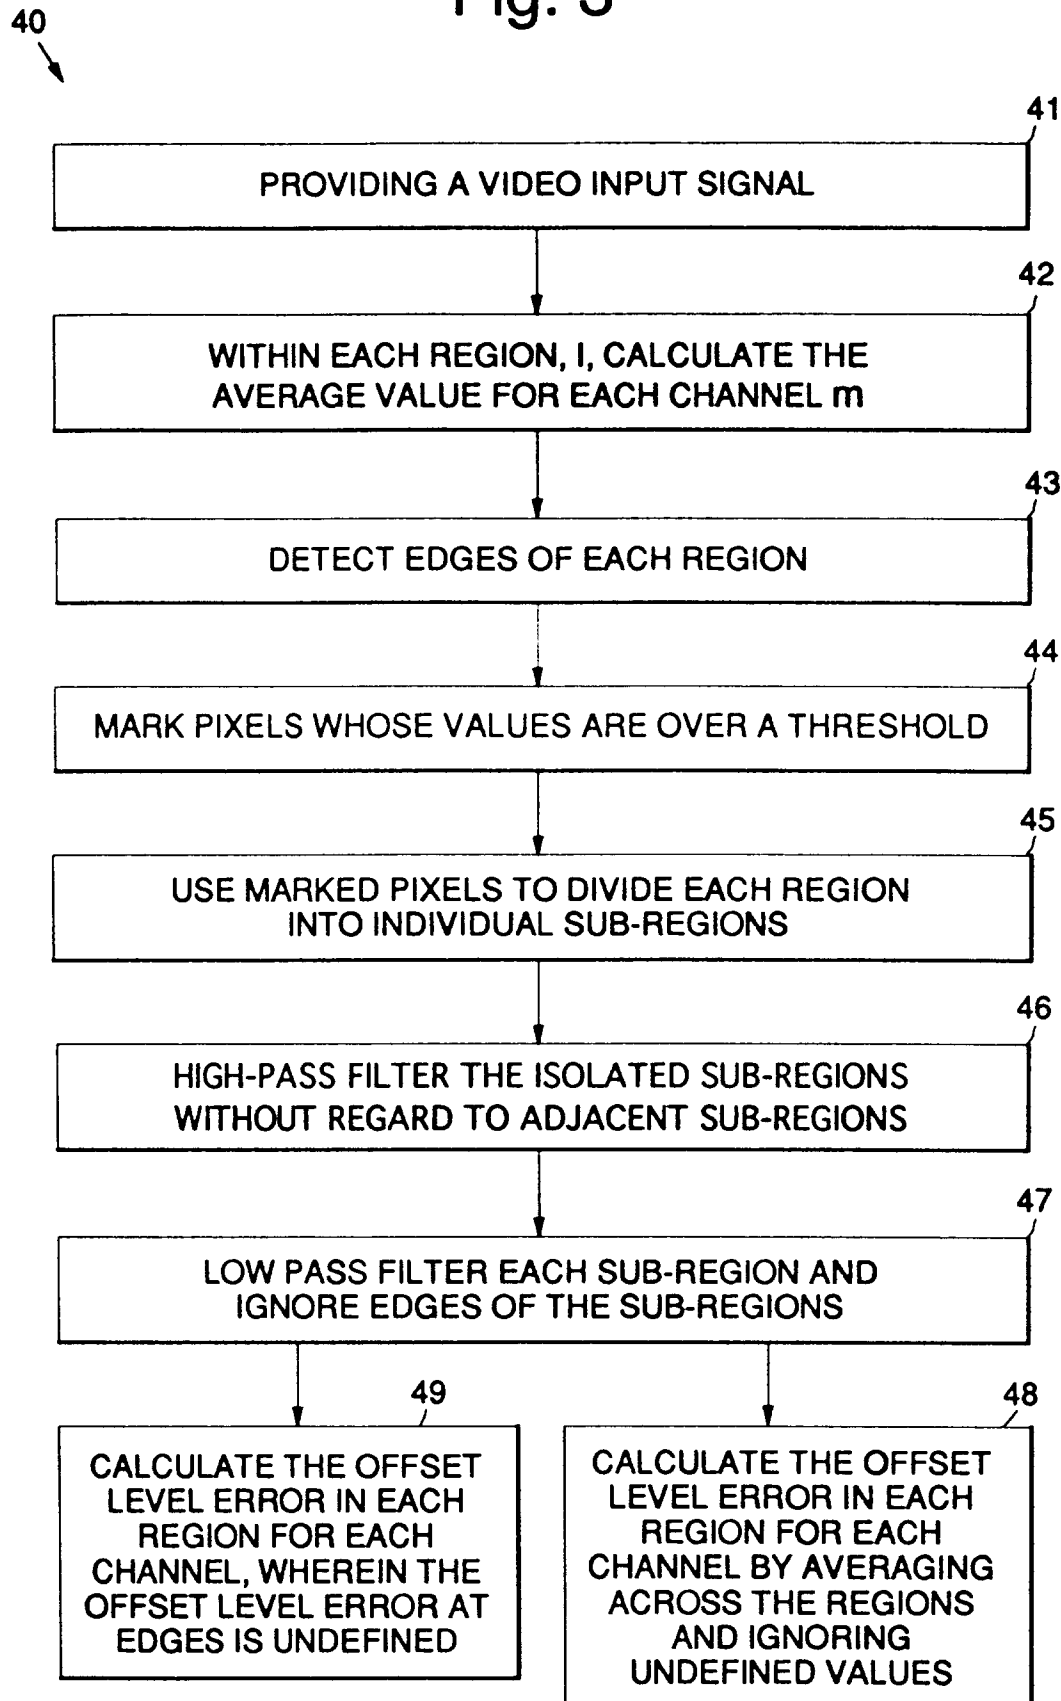 Fig. 3
40
41
PROVIDING A VIDEO INPUT SIGNAL
42
WITHIN EACH REGION, I, CALCULATE THE
AVERAGE VALUE FOR EACH CHANNEL m
43
DETECT EDGES OF EACH REGION
44
MARK PIXELS WHOSE VALUES ARE OVER A THRESHOLD
45
USE MARKED PIXELS TO DIVIDE EACH REGION
INTO INDIVIDUAL SUB-REGIONS
46
HIGH-PASS FILTER THE ISOLATED SUB-REGIONS
WITHOUT REGARD TO ADJACENT SUB-REGIONS
47
LOW PASS FILTER EACH SUB-REGION AND
IGNORE EDGES OF THE SUB-REGIONS
49
CALCULATE THE OFFSET
LEVEL ERROR IN EACH
REGION FOR EACH
CHANNEL, WHEREIN THE
OFFSET LEVEL ERROR AT
EDGES IS UNDEFINED
48
CALCULATE THE OFFSET
LEVEL ERROR IN EACH
REGION FOR EACH
CHANNEL BY AVERAGING
ACROSS THE REGIONS
AND IGNORING
UNDEFINED VALUES